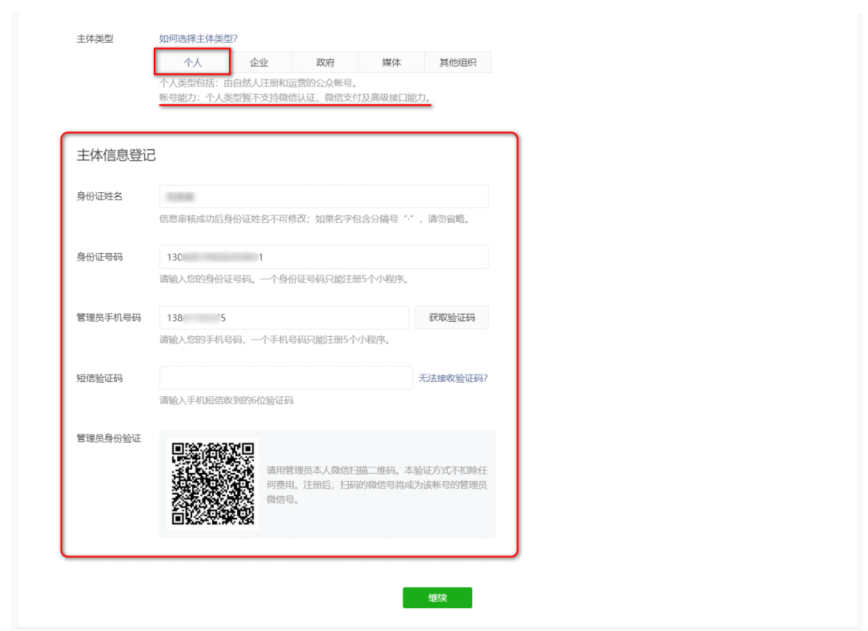 主体类型
如何选择主体类型?
个人
企业
政府
媒体
其他组织
个人类型包括：由自然人注册和运营的公众帐号。
帐号能力：个人类型暂不支持微信认证、微信支付及高级接口能力。
主体信息登记
身份证姓名
信息审核成功后身份证姓名不可修改；如果名字包含分隔号“·”，请勿省略。
身份证号码
130 1
请输入您的身份证号码。一个身份证号码只能注册5个小程序。
管理员手机号码
138 5
获取验证码
请输入您的手机号码，一个手机号码只能注册5个小程序。
短信验证码
无法接收验证码?
请输入手机短信收到的6位验证码
管理员身份验证
请用管理员本人微信扫描二维码。本验证方式不扣除任
何费用。注册后，扫码的微信号将成为该帐号的管理员
微信号。
继续